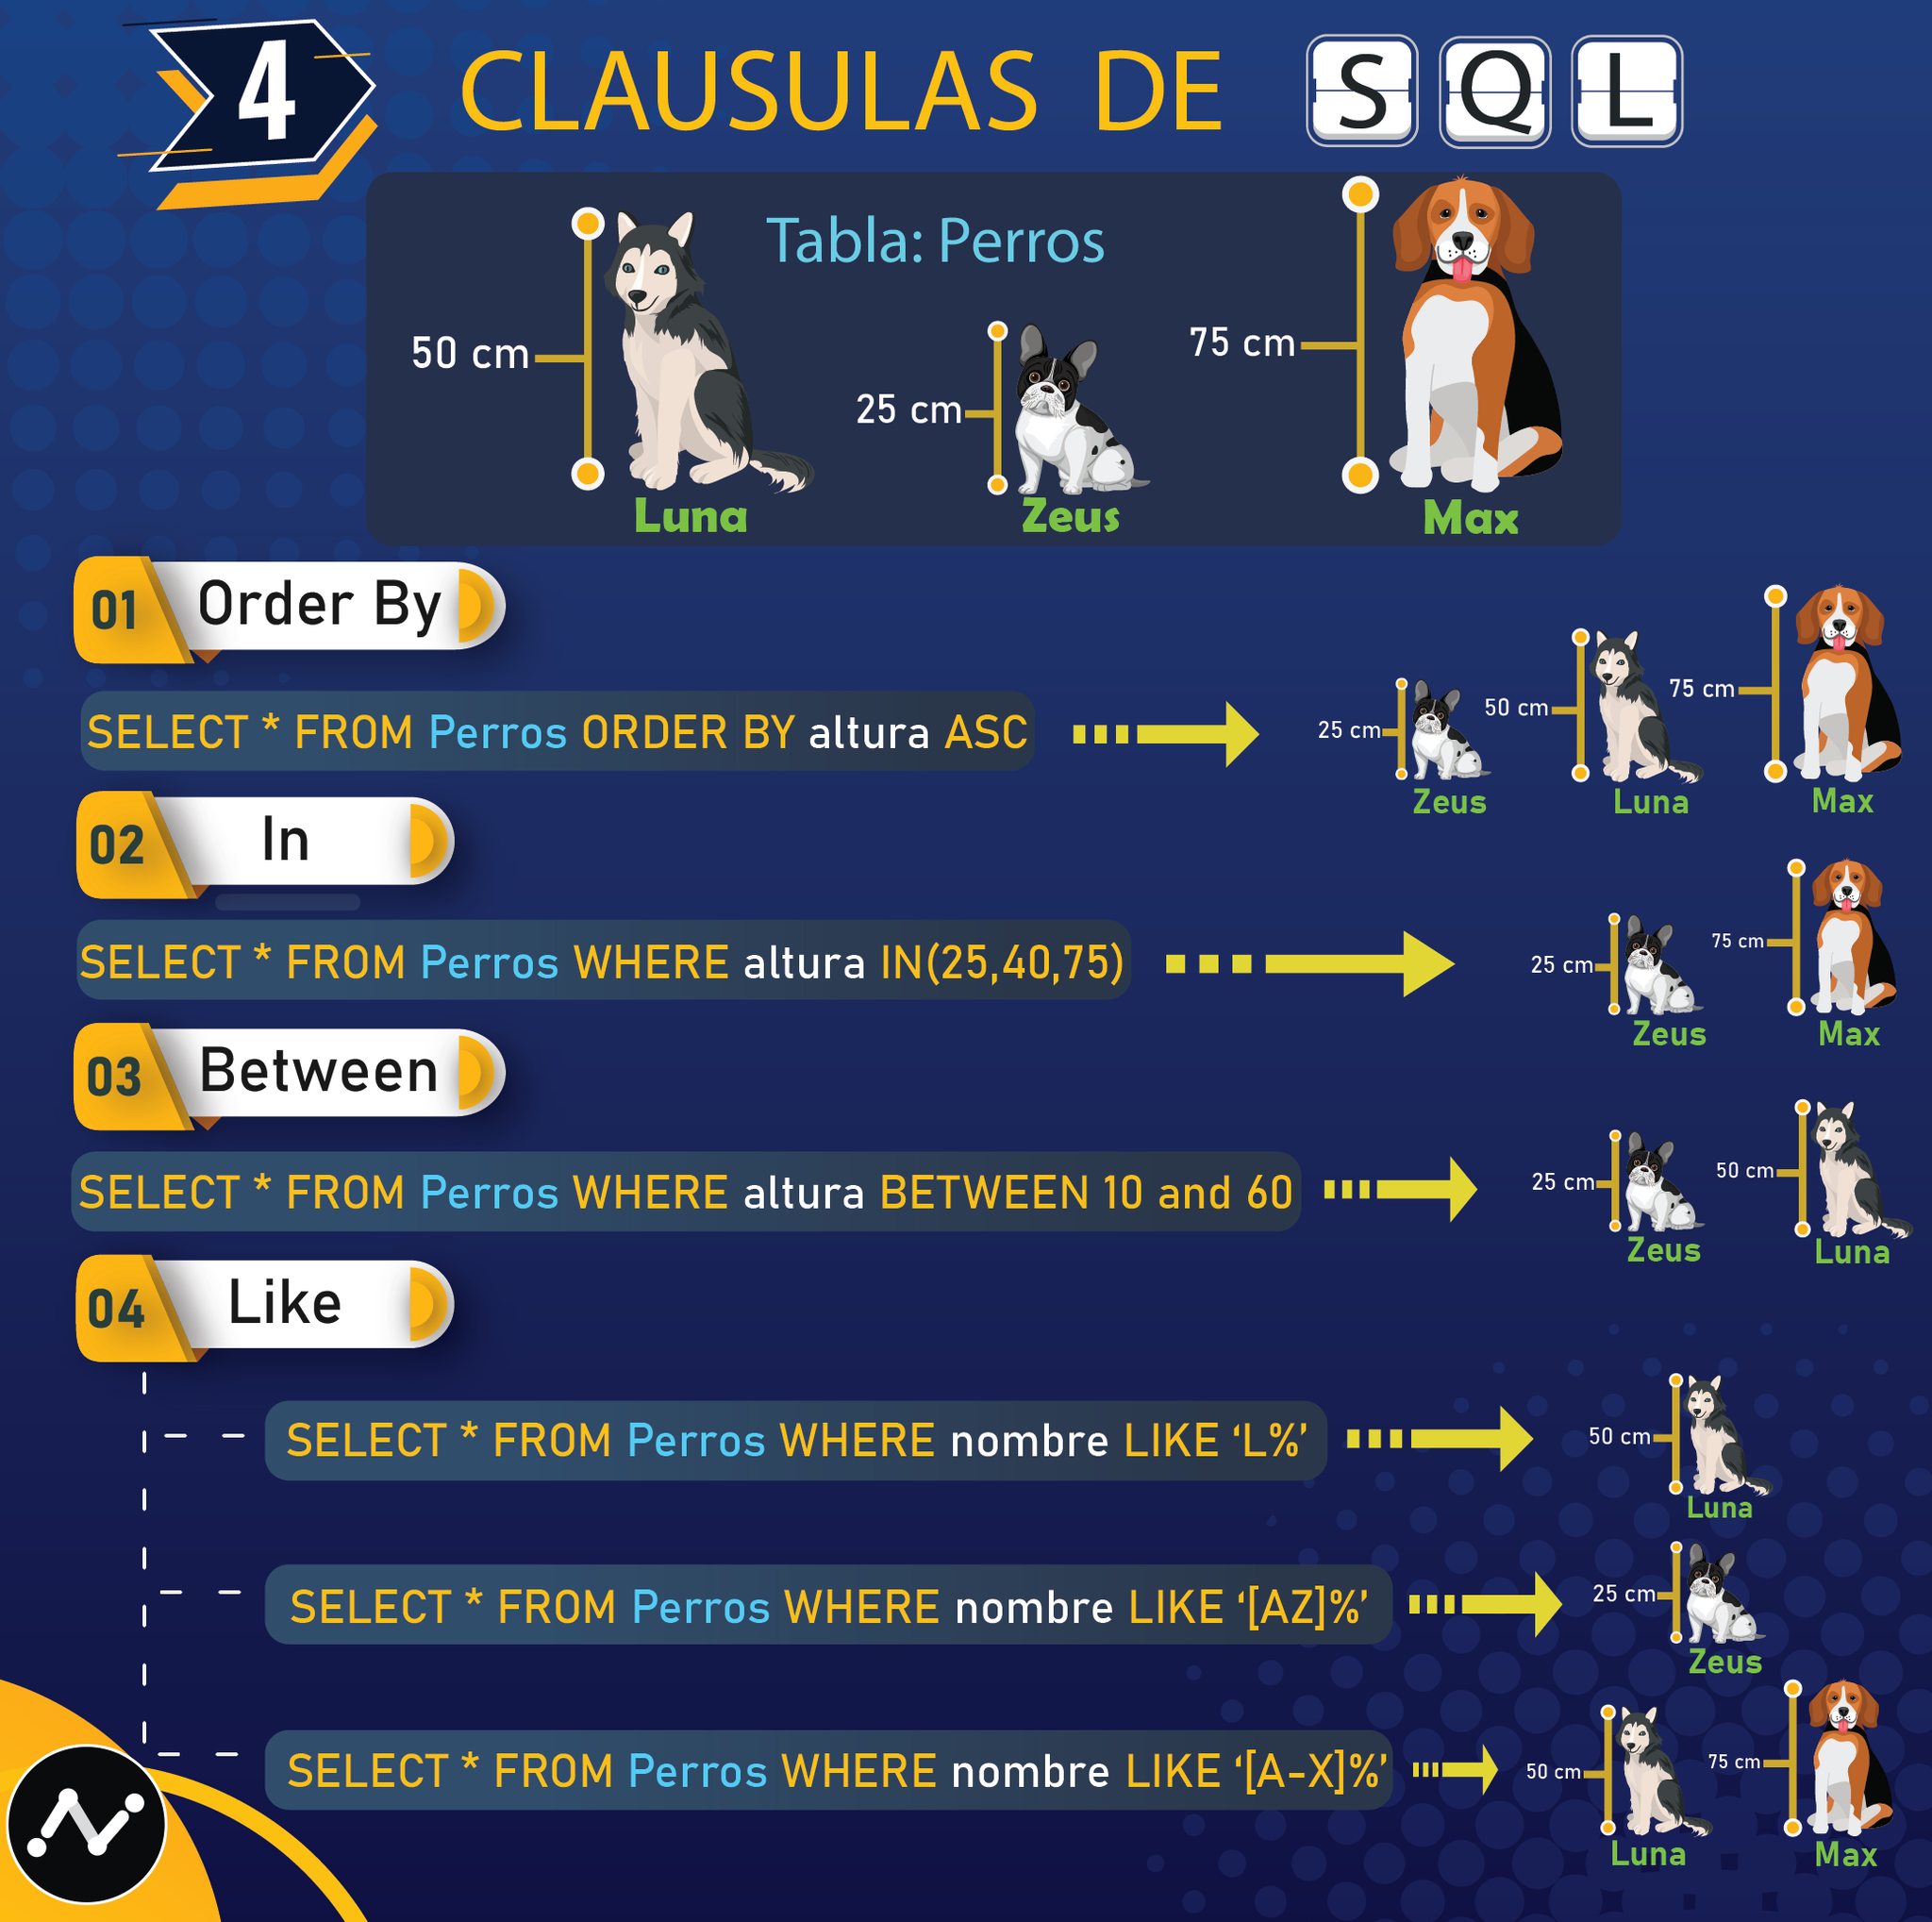 4 CLAUSULAS DE SQL
Tabla: Perros
50 cm
25 cm
75 cm
Luna
Zeus
Max
01 Order By
SELECT * FROM Perros ORDER BY altura ASC
25 cm
50 cm
75 cm
Zeus
Luna
Max
02 In
SELECT * FROM Perros WHERE altura IN(25,40,75)
25 cm
75 cm
Zeus
Max
03 Between
SELECT * FROM Perros WHERE altura BETWEEN 10 and 60
25 cm
50 cm
Zeus
Luna
04 Like
SELECT * FROM Perros WHERE nombre LIKE ‘L%’
50 cm
Luna
SELECT * FROM Perros WHERE nombre LIKE ‘[AZ]%’
25 cm
Zeus
SELECT * FROM Perros WHERE nombre LIKE ‘[A-X]%’
50 cm
75 cm
Luna
Max